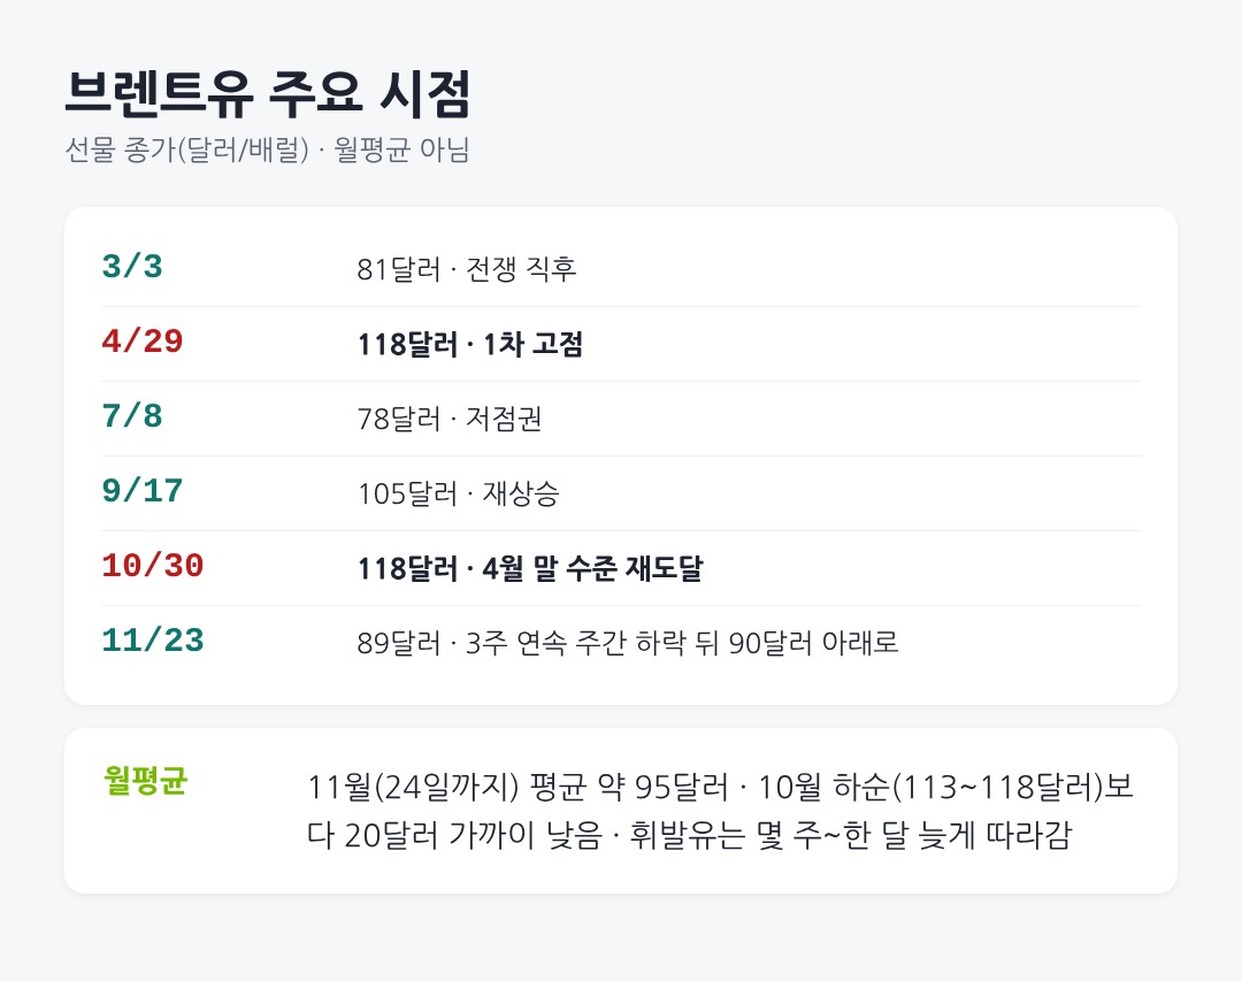 브렌트유 주요 시점
선물 종가(달러/배럴) · 월평균 아님
3/3 81달러 · 전쟁 직후
4/29 118달러 · 1차 고점
7/8 78달러 · 저점권
9/17 105달러 · 재상승
10/30 118달러 · 4월 말 수준 재도달
11/23 89달러 · 3주 연속 주간 하락 뒤 90달러 아래로
월평균 11월(24일까지) 평균 약 95달러 · 10월 하순(113~118달러)보
다 20달러 가까이 낮음 · 휘발유는 몇 주~한 달 늦게 따라감